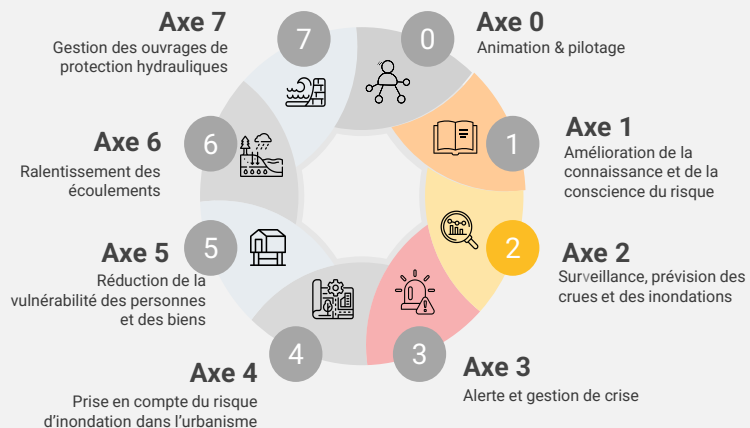 Axe 0
Animation & pilotage
0
Axe 1
Amélioration de la
connaissance et de la
conscience du risque
1
Axe 2
Surveillance, prévision des
crues et des inondations
2
Axe 3
Alerte et gestion de crise
3
Axe 4
Prise en compte du risque
d'inondation dans l'urbanisme
4
Axe 5
Réduction de la
vulnérabilité des personnes
et des biens
5
Axe 6
Ralentissement des
écoulements
6
Axe 7
Gestion des ouvrages de
protection hydrauliques
7